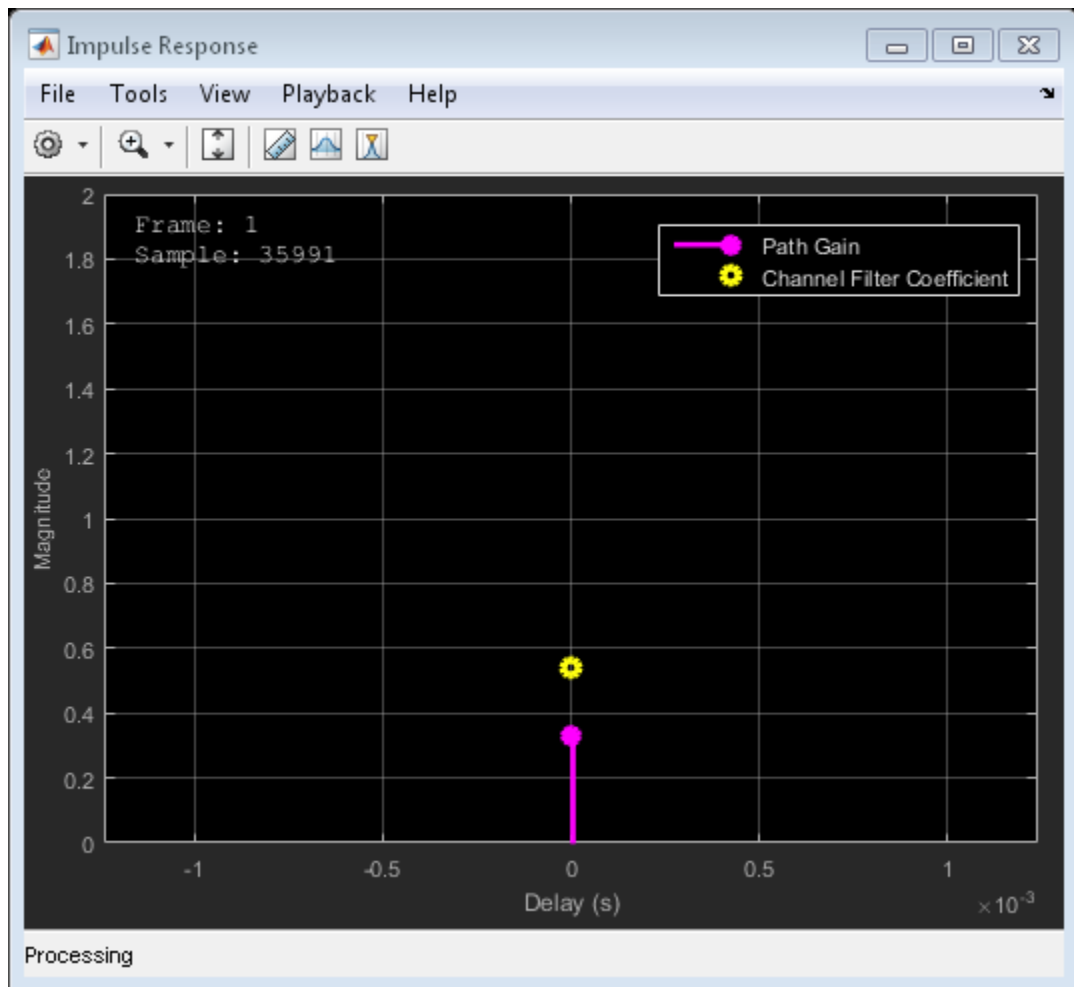 Impulse Response
File Tools View Playback Help
Frame: 1
Sample: 35991
Path Gain
Channel Filter Coefficient
2
1.8
1.6
1.4
1.2
1
0.8
0.6
0.4
0.2
0
Magnitude
-1 -0.5 0 0.5 1
Delay (s)
×10⁻³
Processing